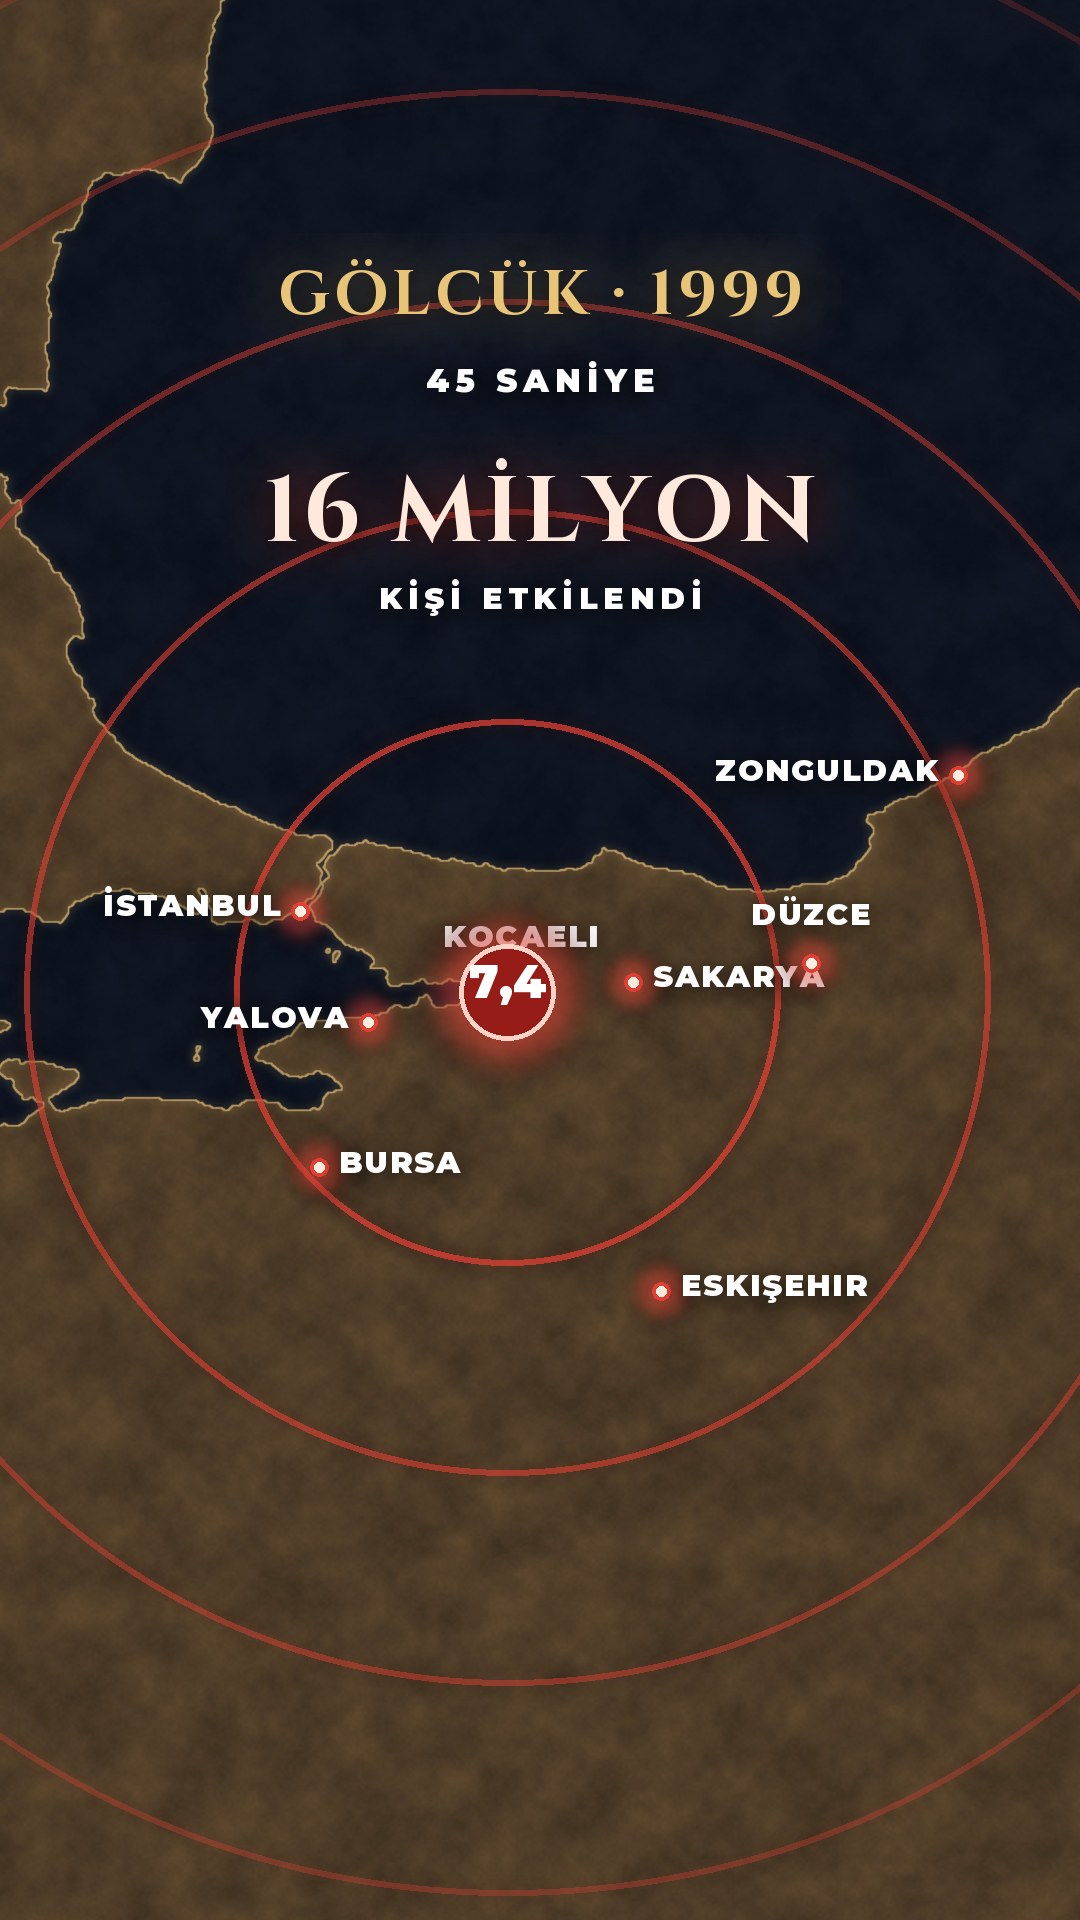 GÖLCÜK · 1999
45 SANİYE
16 MİLYON
KİŞİ ETKİLENDİ
ZONGULDAK
İSTANBUL
DÜZCE
KOCAELI
7,4
SAKARYA
YALOVA
BURSA
ESKIŞEHIR